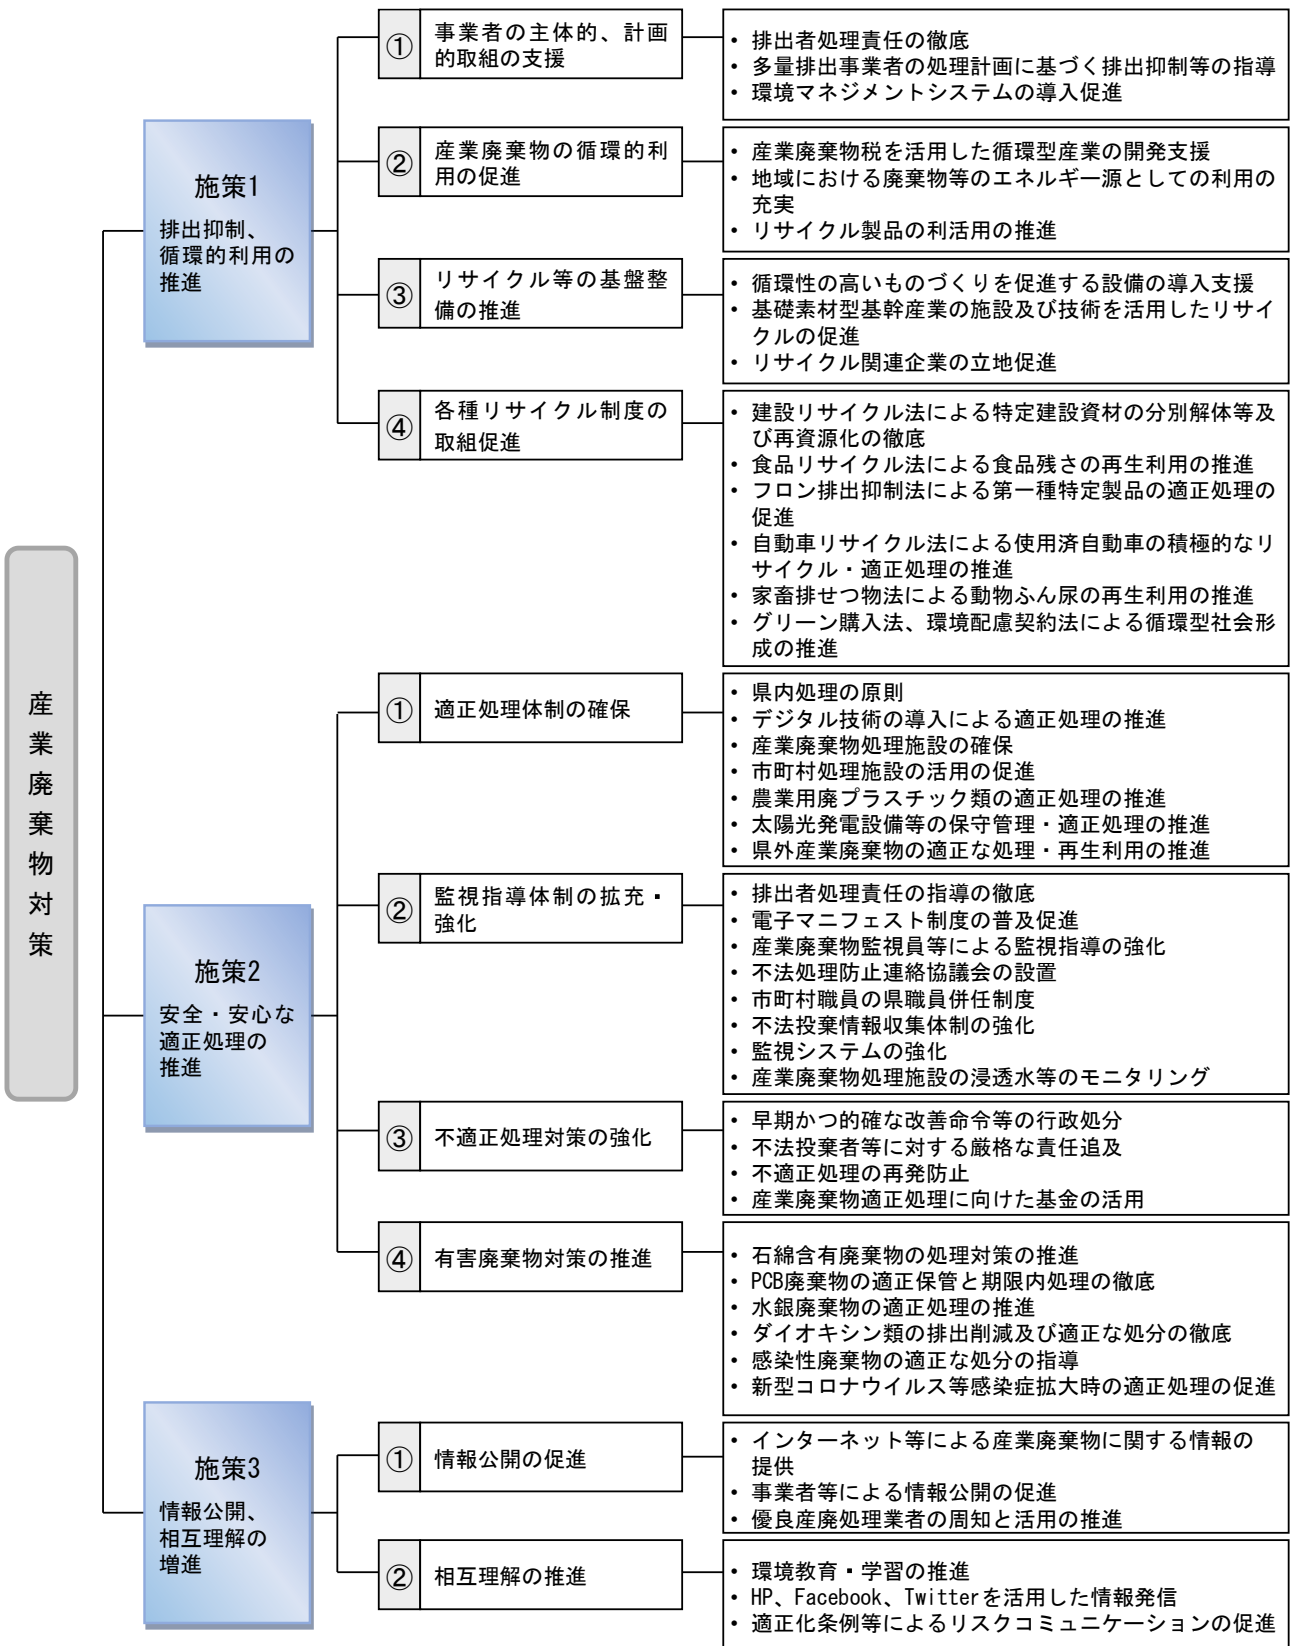 産業廃棄物対策
施策1
排出抑制、
循環的利用の
推進
①
事業者の主体的、計画
的取組の支援
• 排出者処理責任の徹底
• 多量排出事業者の処理計画に基づく排出抑制等の指導
• 環境マネジメントシステムの導入促進
②
産業廃棄物の循環的利
用の促進
• 産業廃棄物税を活用した循環型産業の開発支援
• 地域における廃棄物等のエネルギー源としての利用の
充実
• リサイクル製品の利活用の推進
③
リサイクル等の基盤整
備の推進
• 循環性の高いものづくりを促進する設備の導入支援
• 基礎素材型基幹産業の施設及び技術を活用したリサイ
クルの促進
• リサイクル関連企業の立地促進
④
各種リサイクル制度の
取組促進
• 建設リサイクル法による特定建設資材の分別解体等及
び再資源化の徹底
• 食品リサイクル法による食品残さの再生利用の推進
• フロン排出抑制法による第一種特定製品の適正処理の
促進
• 自動車リサイクル法による使用済自動車の積極的なリ
サイクル・適正処理の推進
• 家畜排せつ物法による動物ふん尿の再生利用の推進
• グリーン購入法、環境配慮契約法による循環型社会形
成の推進
施策2
安全・安心な
適正処理の
推進
①
適正処理体制の確保
• 県内処理の原則
• デジタル技術の導入による適正処理の推進
• 産業廃棄物処理施設の確保
• 市町村処理施設の活用の促進
• 農業用廃プラスチック類の適正処理の推進
• 太陽光発電設備等の保守管理・適正処理の推進
• 県外産業廃棄物の適正な処理・再生利用の推進
②
監視指導体制の拡充・
強化
• 排出者処理責任の指導の徹底
• 電子マニフェスト制度の普及促進
• 産業廃棄物監視員等による監視指導の強化
• 不法処理防止連絡協議会の設置
• 市町村職員の県職員併任制度
• 不法投棄情報収集体制の強化
• 監視システムの強化
• 産業廃棄物処理施設の浸透水等のモニタリング
③
不適正処理対策の強化
• 早期かつ的確な改善命令等の行政処分
• 不法投棄者等に対する厳格な責任追及
• 不適正処理の再発防止
• 産業廃棄物適正処理に向けた基金の活用
④
有害廃棄物対策の推進
• 石綿含有廃棄物の処理対策の推進
• PCB廃棄物の適正保管と期限内処理の徹底
• 水銀廃棄物の適正処理の推進
• ダイオキシン類の排出削減及び適正な処分の徹底
• 感染性廃棄物の適正な処分の指導
• 新型コロナウイルス等感染症拡大時の適正処理の促進
施策3
情報公開、
相互理解の
増進
①
情報公開の促進
• インターネット等による産業廃棄物に関する情報の
提供
• 事業者等による情報公開の促進
• 優良産廃処理業者の周知と活用の推進
②
相互理解の推進
• 環境教育・学習の推進
• HP、Facebook、Twitterを活用した情報発信
• 適正化条例等によるリスクコミュニケーションの促進